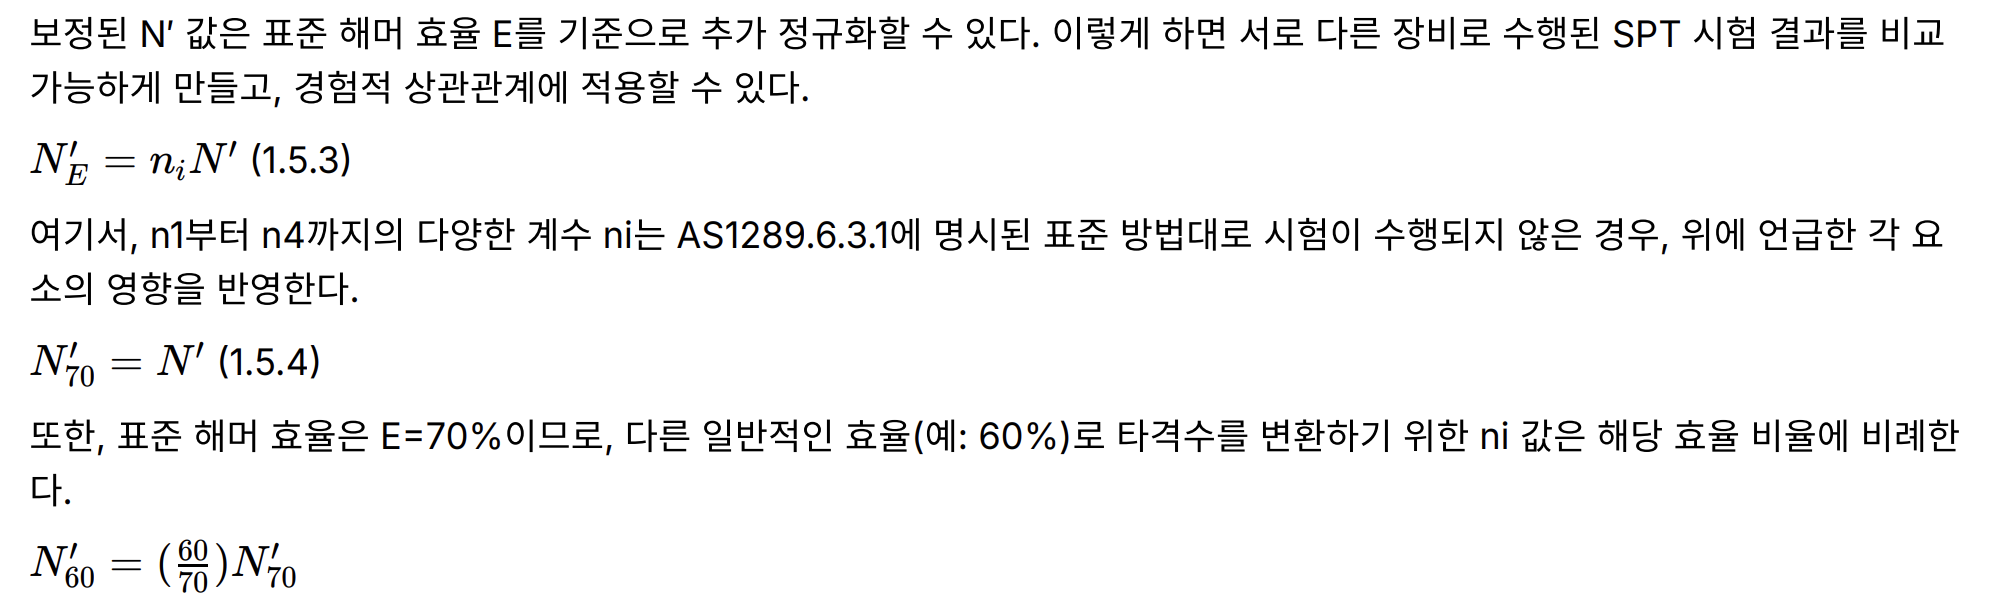 보정된 N′ 값은 표준 해머 효율 E를 기준으로 추가 정규화할 수 있다. 이렇게 하면 서로 다른 장비로 수행된 SPT 시험 결과를 비교
가능하게 만들고, 경험적 상관관계에 적용할 수 있다.
$N'_E = n_i N'$ (1.5.3)
여기서, n1부터 n4까지의 다양한 계수 ni는 AS1289.6.3.1에 명시된 표준 방법대로 시험이 수행되지 않은 경우, 위에 언급한 각 요
소의 영향을 반영한다.
$N'_{70} = N'$ (1.5.4)
또한, 표준 해머 효율은 E=70%이므로, 다른 일반적인 효율(예: 60%)로 타격수를 변환하기 위한 ni 값은 해당 효율 비율에 비례한
다.
$N'_{60} = (\frac{60}{70})N'_{70}$